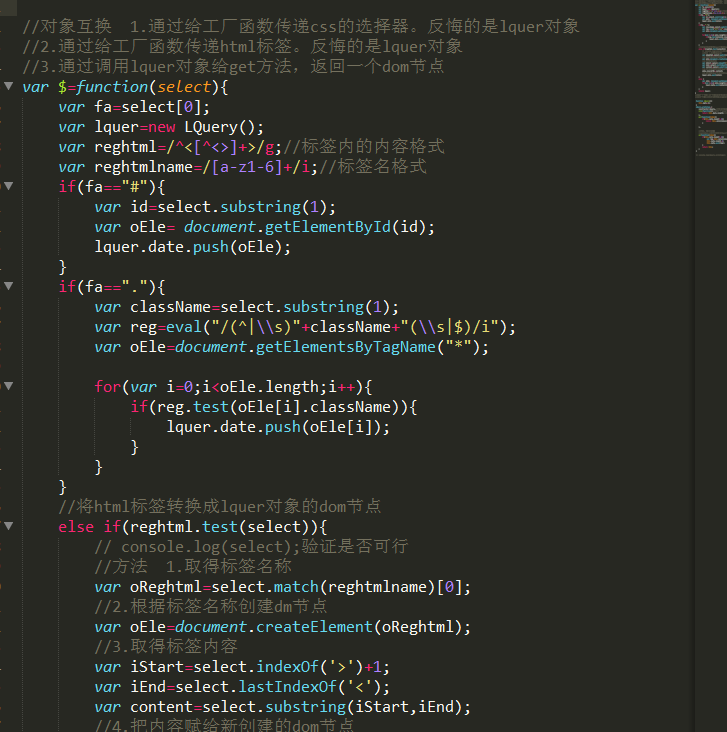 //对象互换  1.通过给工厂函数传递css的选择器。反悔的是lquer对象
//2.通过给工厂函数传递html标签。反悔的是lquer对象
//3.通过调用lquer对象给get方法，返回一个dom节点
var $=function(select){
    var fa=select[0];
    var lquer=new LQuery();
    var reghtml=/^<[^<>]+>/g;//标签内的内容格式
    var reghtmlname=/[a-z1-6]+/i;//标签名格式
    if(fa=="#"){
        var id=select.substring(1);
        var oEle= document.getElementById(id);
        lquer.date.push(oEle);
    }
    if(fa=="."){
        var className=select.substring(1);
        var reg=eval("/(^|\\s)"+className+"(\\s|$)/i");
        var oEle=document.getElementsByTagName("*");
        for(var i=0;i<oEle.length;i++){
            if(reg.test(oEle[i].className)){
                lquer.date.push(oEle[i]);
            }
        }
    }
    //将html标签转换成lquer对象的dom节点
    else if(reghtml.test(select)){
        // console.log(select);验证是否可行
        //方法  1.取得标签名称
        var oReghtml=select.match(reghtmlname)[0];
        //2.根据标签名称创建dm节点
        var oEle=document.createElement(oReghtml);
        //3.取得标签内容
        var iStart=select.indexOf('>')+1;
        var iEnd=select.lastIndexOf('<');
        var content=select.substring(iStart,iEnd);
        //4.把内容赋给新创建的dom节点